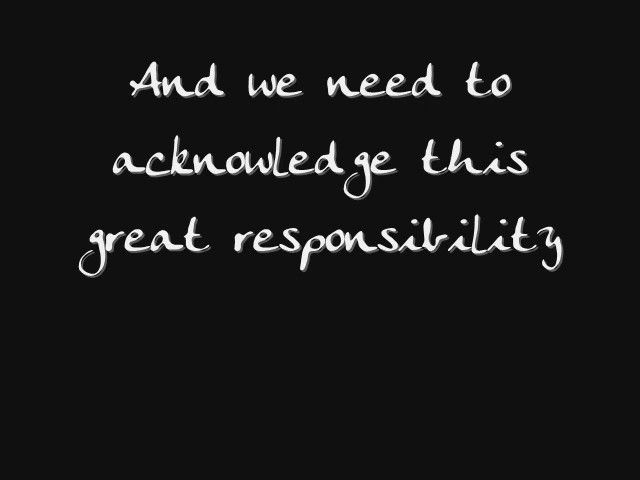 And we need to
acknowledge this
great responsibility